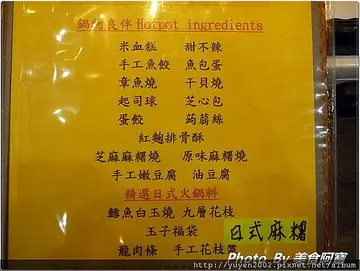 鍋物良伴 Hotpot ingredients
米血糕 甜不辣
手工魚餃 魚包蛋
章魚燒 干貝燒
起司球 芝心包
蛋餃 蒟蒻絲
紅麴排骨酥
芝麻麻糬燒 原味麻糬燒
手工嫩豆腐 油豆腐
精選日式火鍋料
鱈魚白玉燒 九層花枝
玉子福袋 日式麻糬
龍肉條 手工花枝漿
Photo By 美食阿寶
http://yuyen2002.pixnet.net/album